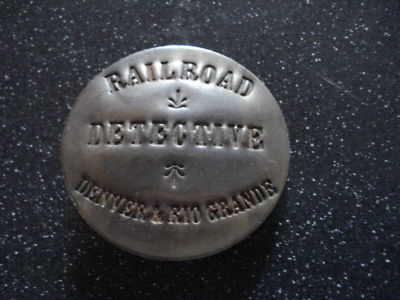 RAILROAD
DETECTIVE
DENVER & RIO GRANDE